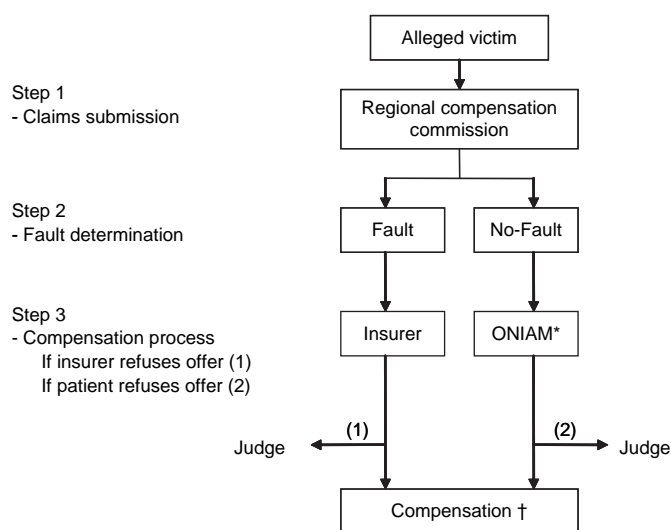 Alleged victim
Step 1
- Claims submission
Regional compensation
commission
Step 2
- Fault determination
Fault
No-Fault
Step 3
- Compensation process
If insurer refuses offer (1)
If patient refuses offer (2)
Insurer
ONIAM*
Judge
(1)
(2)
Judge
Compensation †